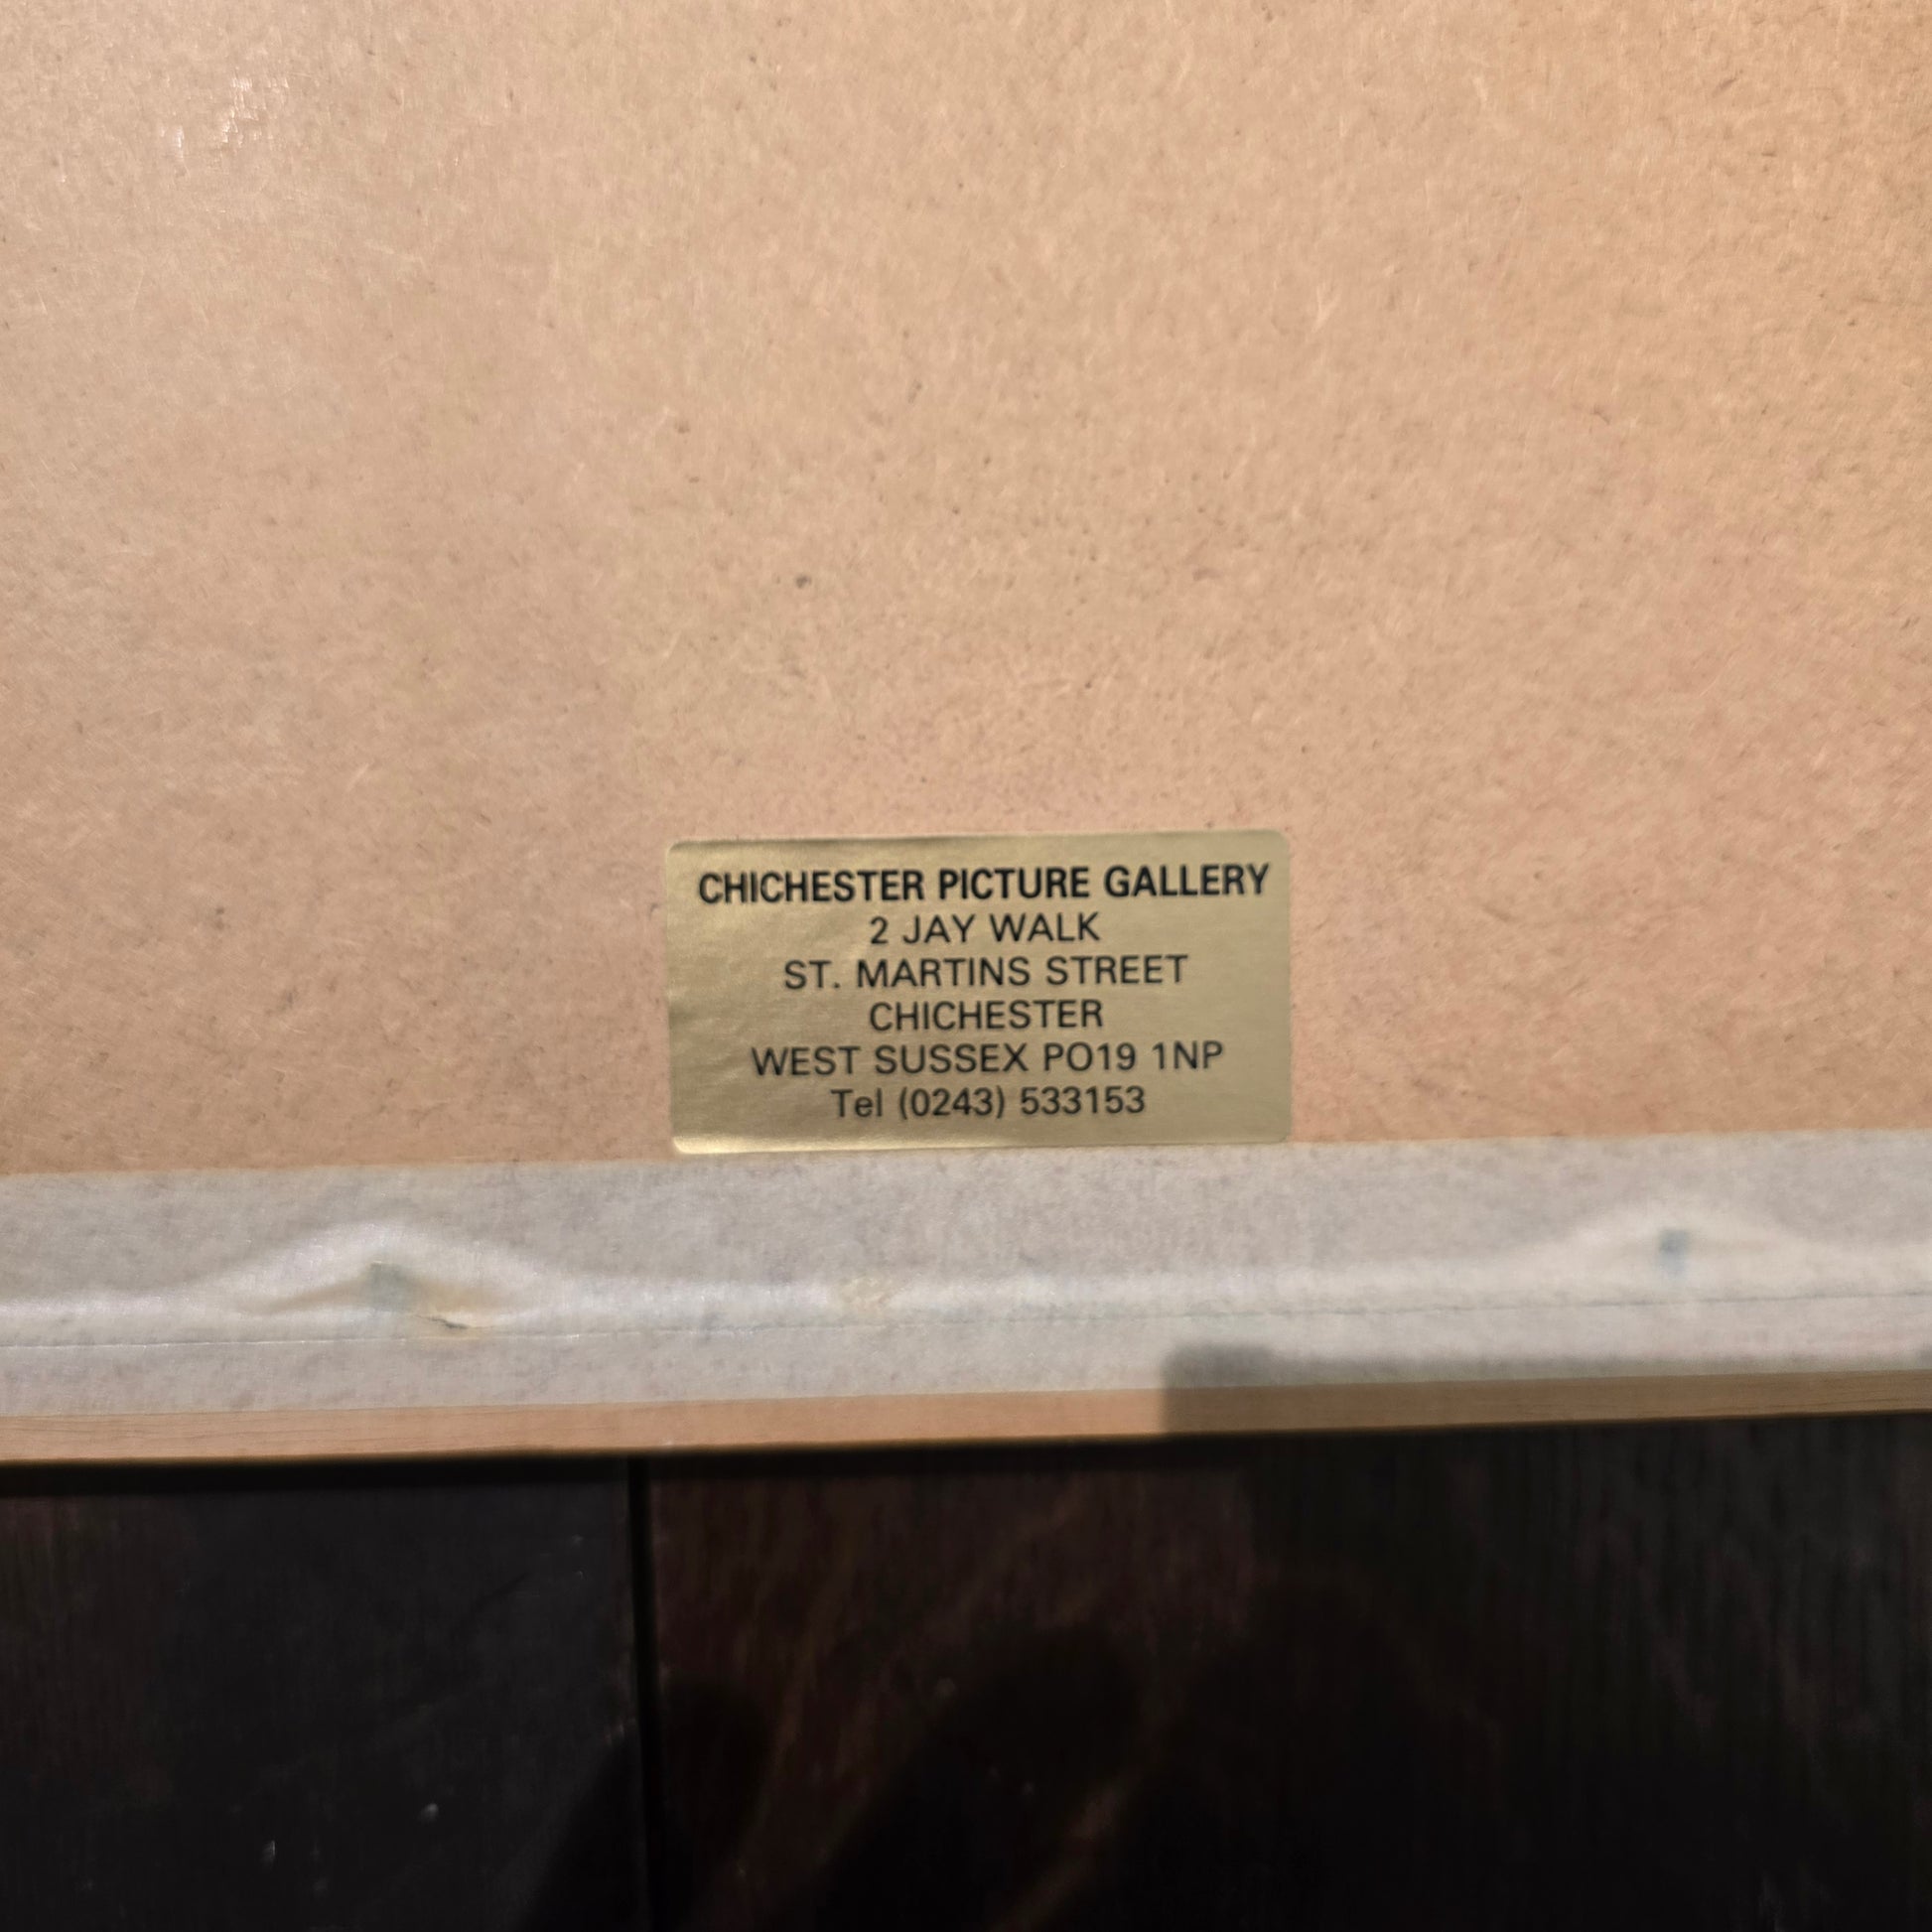 CHICHESTER PICTURE GALLERY
2 JAY WALK
ST. MARTINS STREET
CHICHESTER
WEST SUSSEX PO19 1NP
Tel (0243) 533153